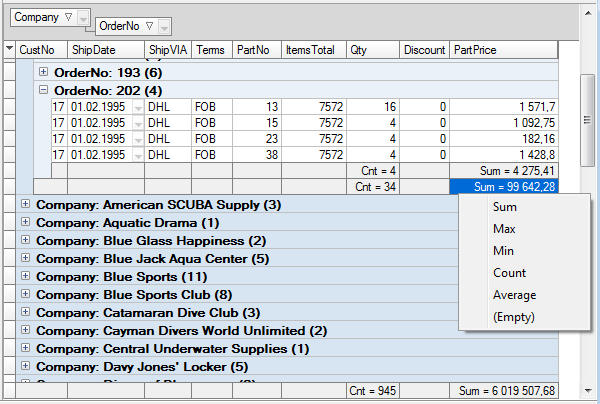 Company
OrderNo
CustNo ShipDate ShipVIA Terms PartNo ItemsTotal Qty Discount PartPrice
OrderNo: 193 (6)
OrderNo: 202 (4)
17 01.02.1995 DHL FOB 13 7572 16 0 1 571,7
17 01.02.1995 DHL FOB 15 7572 4 0 1 092,75
17 01.02.1995 DHL FOB 23 7572 4 0 182,16
17 01.02.1995 DHL FOB 38 7572 4 0 1 428,8
Cnt = 4 Sum = 4 275,41
Cnt = 34 Sum = 99 642,28
Company: American SCUBA Supply (3)
Company: Aquatic Drama (1)
Company: Blue Glass Happiness (2)
Company: Blue Jack Aqua Center (5)
Company: Blue Sports (11)
Company: Blue Sports Club (8)
Company: Catamaran Dive Club (3)
Company: Cayman Divers World Unlimited (2)
Company: Central Underwater Supplies (1)
Company: Davy Jones' Locker (5)
Sum
Max
Min
Count
Average
(Empty)
Cnt = 945 Sum = 6 019 507,68